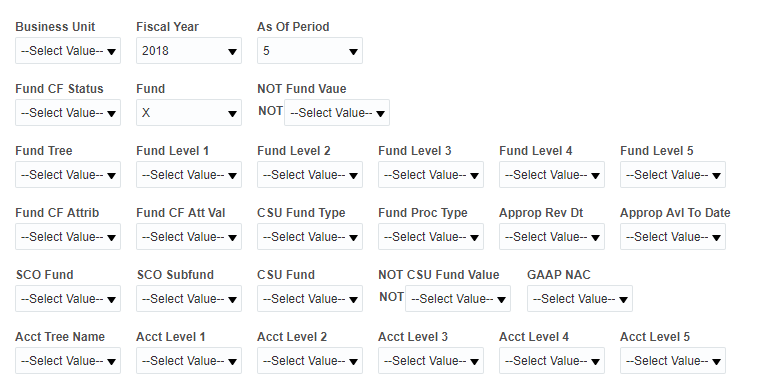 Business Unit Fiscal Year As Of Period
--Select Value-- 2018 5
Fund CF Status Fund NOT Fund Vaue
--Select Value-- X NOT --Select Value--
Fund Tree Fund Level 1 Fund Level 2 Fund Level 3 Fund Level 4 Fund Level 5
--Select Value-- --Select Value-- --Select Value-- --Select Value-- --Select Value-- --Select Value--
Fund CF Attrib Fund CF Att Val CSU Fund Type Fund Proc Type Approp Rev Dt Approp Avl To Date
--Select Value-- --Select Value-- --Select Value-- --Select Value-- --Select Value-- --Select Value--
SCO Fund SCO Subfund CSU Fund NOT CSU Fund Value GAAP NAC
--Select Value-- --Select Value-- --Select Value-- NOT --Select Value-- --Select Value--
Acct Tree Name Acct Level 1 Acct Level 2 Acct Level 3 Acct Level 4 Acct Level 5
--Select Value-- --Select Value-- --Select Value-- --Select Value-- --Select Value-- --Select Value--